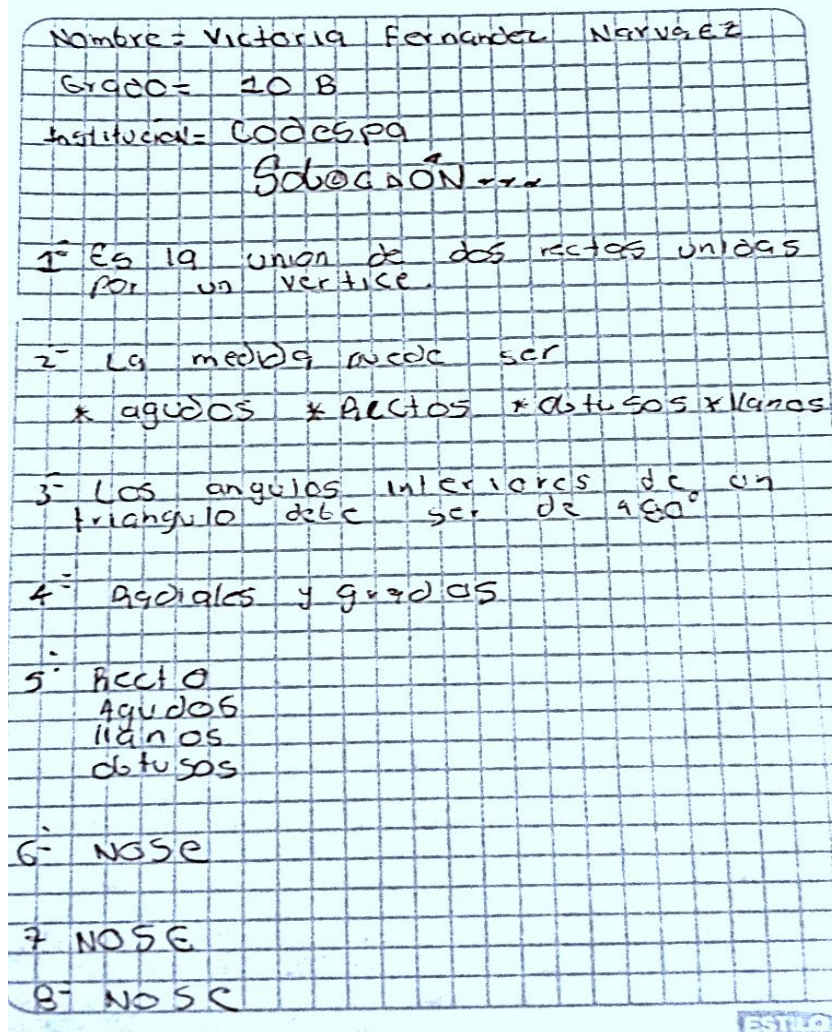 Nombre = Victoria Fernandez Narvaez
Grado = 10 B
Institución = Codespa
Solución ---
1- Es la union de dos rectas unidas
por un vertice.
2- La medida puede ser
* agudos * Rectos * obtusos * llanos
3- Los angulos interiores de un
triangulo debe ser de 180°
4- Radiales y grados
5- Recto
Agudos
llanos
obtusos
6- NOSe
7 NOSE
8- NOSE
ESTILO